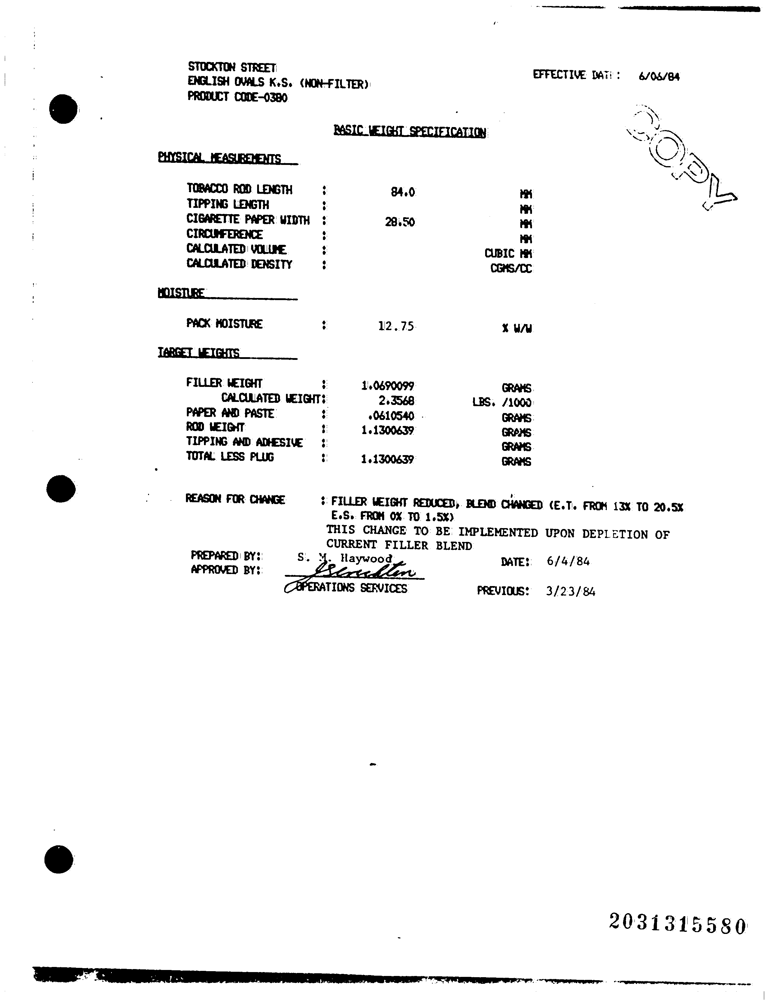 STOCKTON STREET
ENGLISH OVALS K.S. (NON-FILTER)
PRODUCT CODE-0380
EFFECTIVE DATE: 6/06/84
COPY
BASIC WEIGHT SPECIFICATION
PHYSICAL MEASUREMENTS
TOBACCO ROD LENGTH : 84.0 MM
TIPPING LENGTH : MM
CIGARETTE PAPER WIDTH : 28.50 MM
CIRCUMFERENCE : MM
CALCULATED VOLUME : CUBIC MM
CALCULATED DENSITY : CGMS/CC
MOISTURE
PACK MOISTURE : 12.75 % W/W
TARGET WEIGHTS
FILLER WEIGHT : 1.0690099 GRAMS
CALCULATED WEIGHT: 2.3568 LBS. /1000
PAPER AND PASTE : .0610540 GRAMS
ROD WEIGHT : 1.1300639 GRAMS
TIPPING AND ADHESIVE : GRAMS
TOTAL LESS PLUG : 1.1300639 GRAMS
REASON FOR CHANGE : FILLER WEIGHT REDUCED, BLEND CHANGED (E.T. FROM 13% TO 20.5%
E.S. FROM 0% TO 1.5%)
THIS CHANGE TO BE IMPLEMENTED UPON DEPLETION OF
CURRENT FILLER BLEND
PREPARED BY: S. M. Haywood DATE: 6/4/84
APPROVED BY:
OPERATIONS SERVICES PREVIOUS: 3/23/84
2031315580